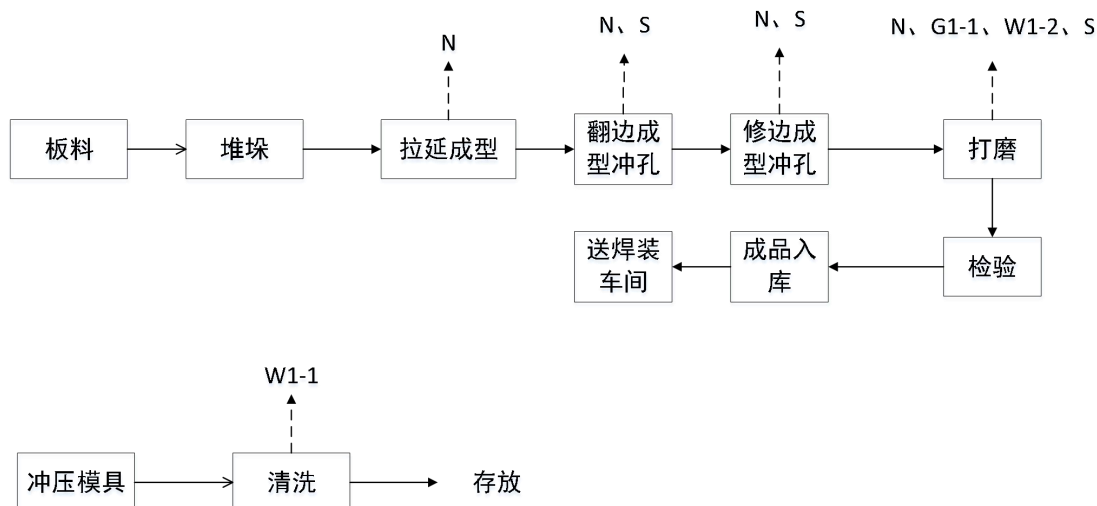 N
N、S
N、S
N、G1-1、W1-2、S
板料
堆垛
拉延成型
翻边成
型冲孔
修边成
型冲孔
打磨
送焊装
车间
成品入
库
检验
W1-1
冲压模具
清洗
存放